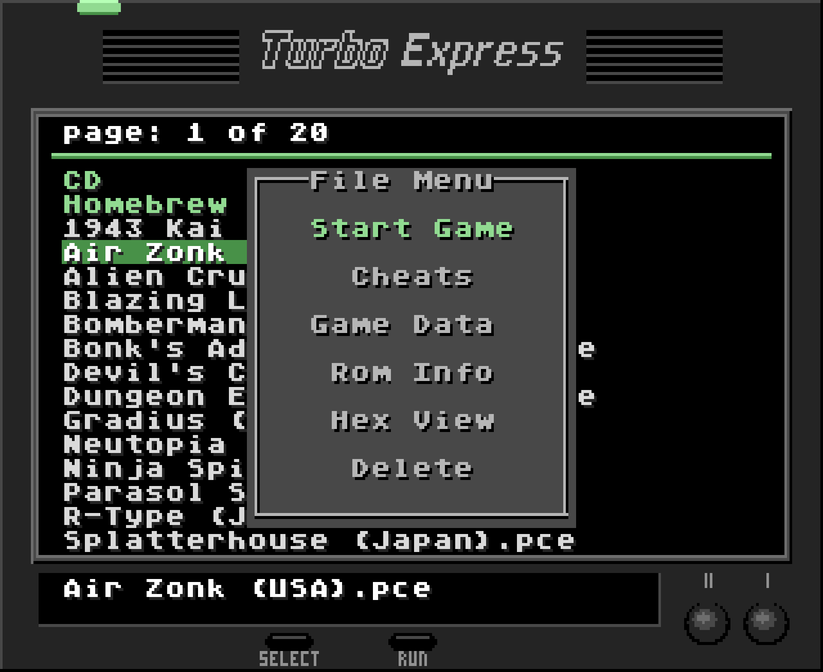 Turbo Express
page: 1 of 20
CD
Homebrew
1943 Kai
Air Zonk
Alien Cru
Blazing L
Bomberman
Bonk's Ad e
Devil's C
Dungeon E e
Gradius (
Neutopia
Ninja Spi
Parasol S
R-Type (J
Splatterhouse (Japan).pce
File Menu
Start Game
Cheats
Game Data
Rom Info
Hex View
Delete
Air Zonk (USA).pce
II I
SELECT RUN